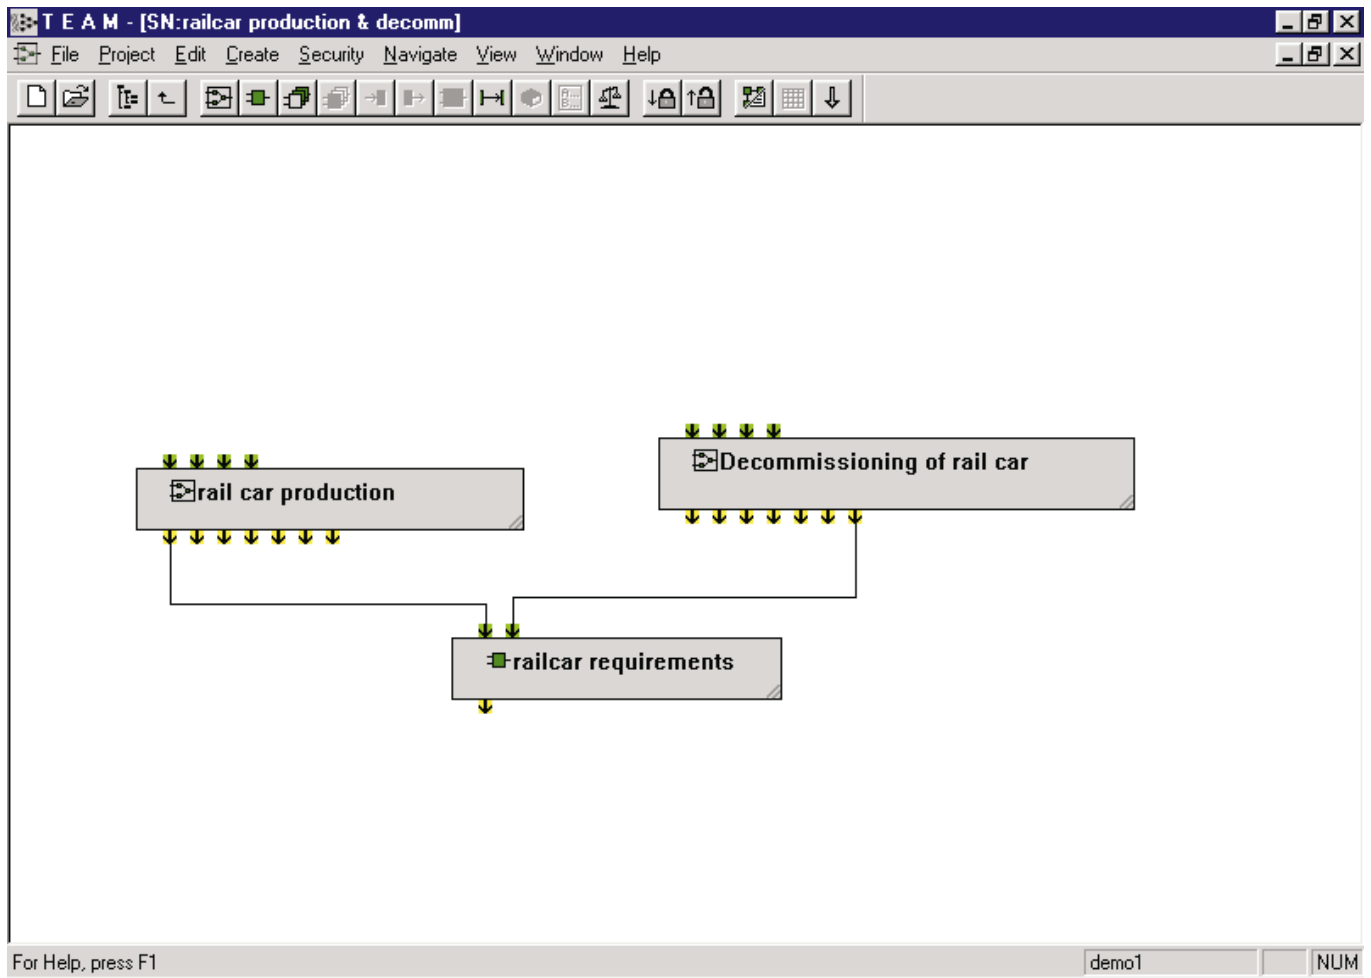 T E A M - [SN:railcar production & decomm]
File Project Edit Create Security Navigate View Window Help
Decommissioning of rail car
rail car production
railcar requirements
For Help, press F1 demo1 NUM